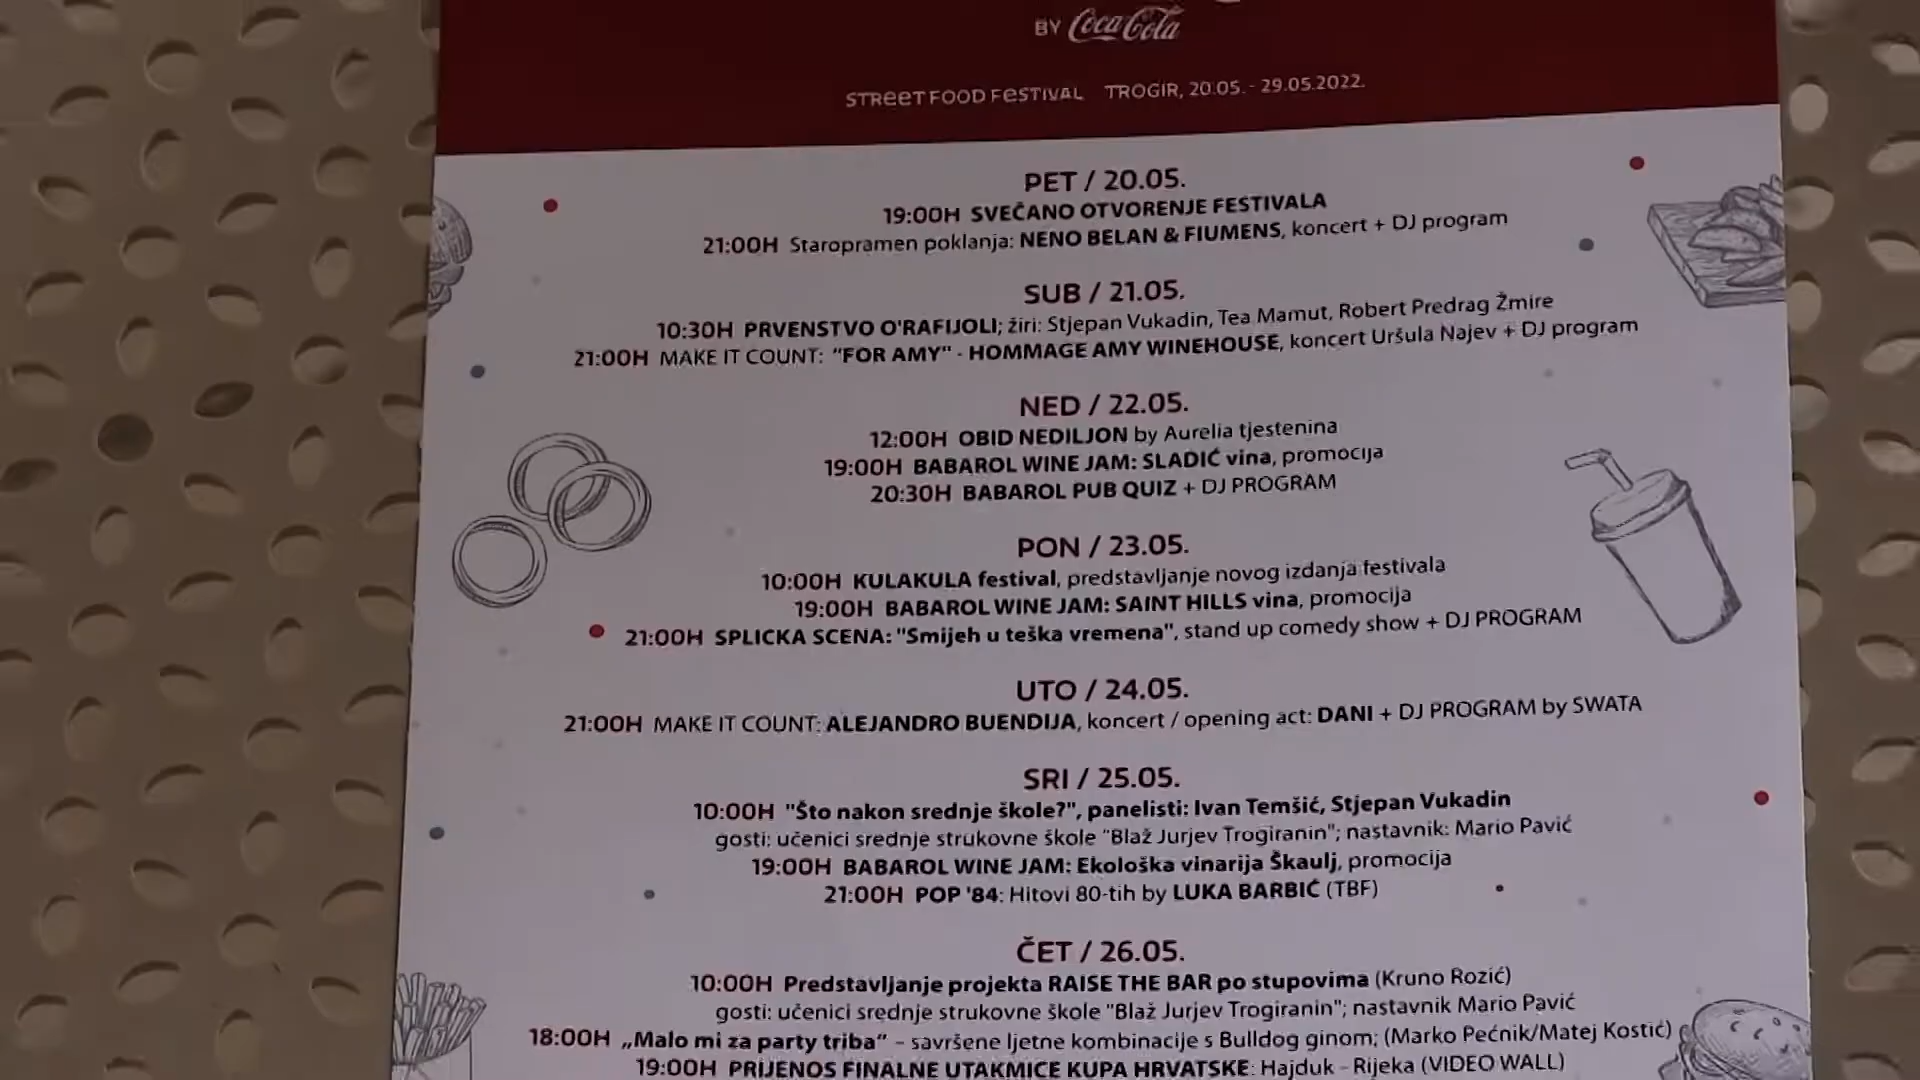 BY Coca-Cola
STREET FOOD FESTIVAL TROGIR, 20.05. - 29.05.2022.
PET / 20.05.
19:00H SVEČANO OTVORENJE FESTIVALA
21:00H Staropramen poklanja: NENO BELAN & FIUMENS, koncert + DJ program
SUB / 21.05.
10:30H PRVENSTVO O'RAFIJOLI; žiri: Stjepan Vukadin, Tea Mamut, Robert Predrag Žmire
21:00H MAKE IT COUNT: "FOR AMY" - HOMMAGE AMY WINEHOUSE, koncert Uršula Najev + DJ program
NED / 22.05.
12:00H OBID NEDILJON by Aurelia tjestenina
19:00H BABAROL WINE JAM: SLADIĆ vina, promocija
20:30H BABAROL PUB QUIZ + DJ PROGRAM
PON / 23.05.
10:00H KULAKULA festival, predstavljanje novog izdanja festivala
19:00H BABAROL WINE JAM: SAINT HILLS vina, promocija
21:00H SPLICKA SCENA: "Smijeh u teška vremena", stand up comedy show + DJ PROGRAM
UTO / 24.05.
21:00H MAKE IT COUNT: ALEJANDRO BUENDIJA, koncert / opening act: DANI + DJ PROGRAM by SWATA
SRI / 25.05.
10:00H "Što nakon srednje škole?", panelisti: Ivan Temšić, Stjepan Vukadin
gosti: učenici srednje strukovne škole "Blaž Jurjev Trogiranin"; nastavnik: Mario Pavić
19:00H BABAROL WINE JAM: Ekološka vinarija Škaulj, promocija
21:00H POP '84: Hitovi 80-tih by LUKA BARBIĆ (TBF)
ČET / 26.05.
10:00H Predstavljanje projekta RAISE THE BAR po stupovima (Kruno Rozić)
gosti: učenici srednje strukovne škole "Blaž Jurjev Trogiranin"; nastavnik Mario Pavić
18:00H „Malo mi za party triba" – savršene ljetne kombinacije s Bulldog ginom; (Marko Pećnik/Matej Kostić)
19:00H PRIJENOS FINALNE UTAKMICE KUPA HRVATSKE: Hajduk - Rijeka (VIDEO WALL)